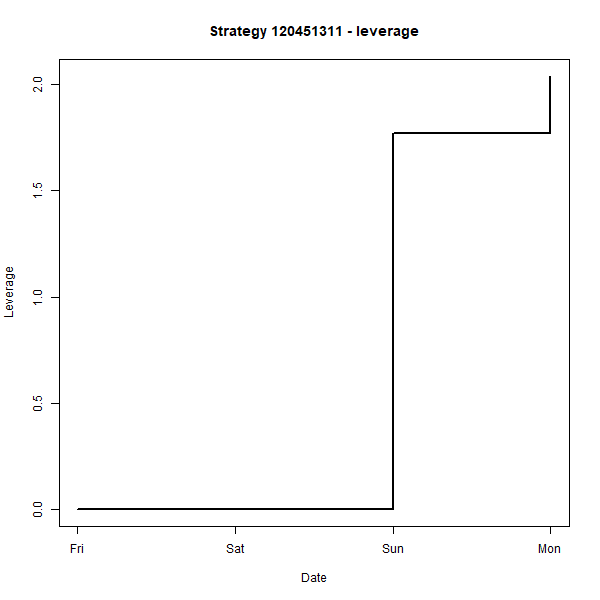 Strategy 120451311 - leverage
Leverage
2.0
1.5
1.0
0.5
0.0
Fri Sat Sun Mon
Date